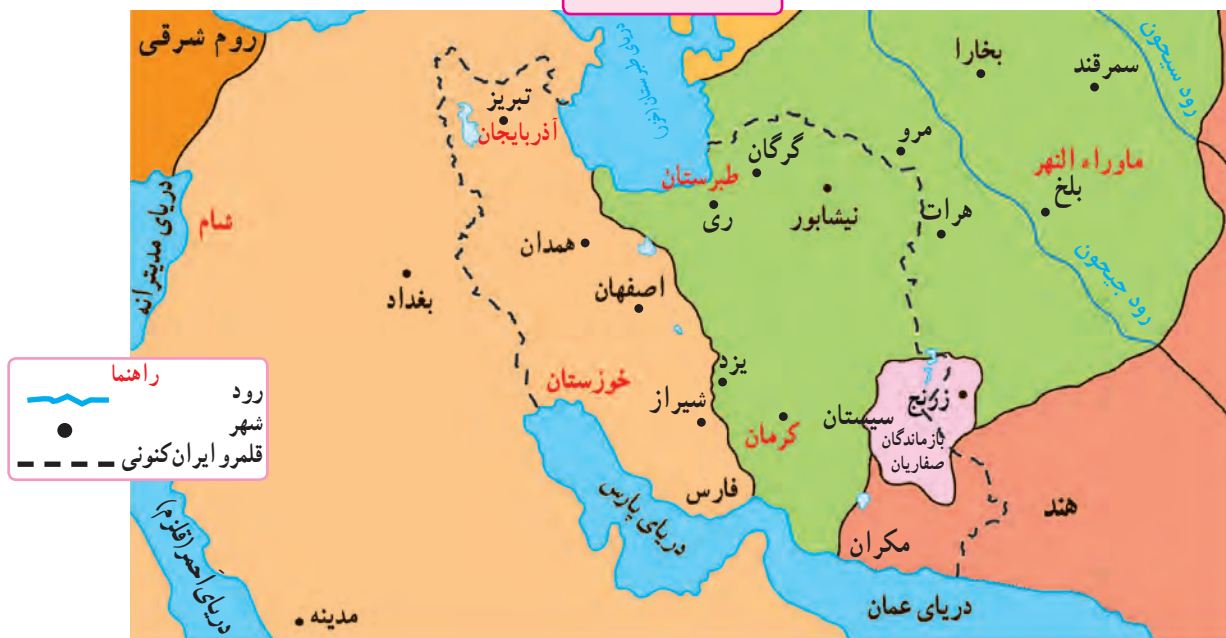 روم شرقی
دریای طبرستان (خزر)
بخارا
سمرقند
رود سیحون
تبریز
آذربایجان
گرگان
مرو
ماوراء النهر
طبرستان
ری
نیشابور
هرات
بلخ
دریای مدیترانه
شام
همدان
اصفهان
بغداد
رود جیحون
یزد
خوزستان
شیراز
کرمان
سیستان
زرنج
بازماندگان
صفاریان
فارس
دریای پارس
مکران
هند
دریای عمان
دریای احمر (قلزم)
مدینه
راهنما
رود
شهر
قلمرو ایران کنونی